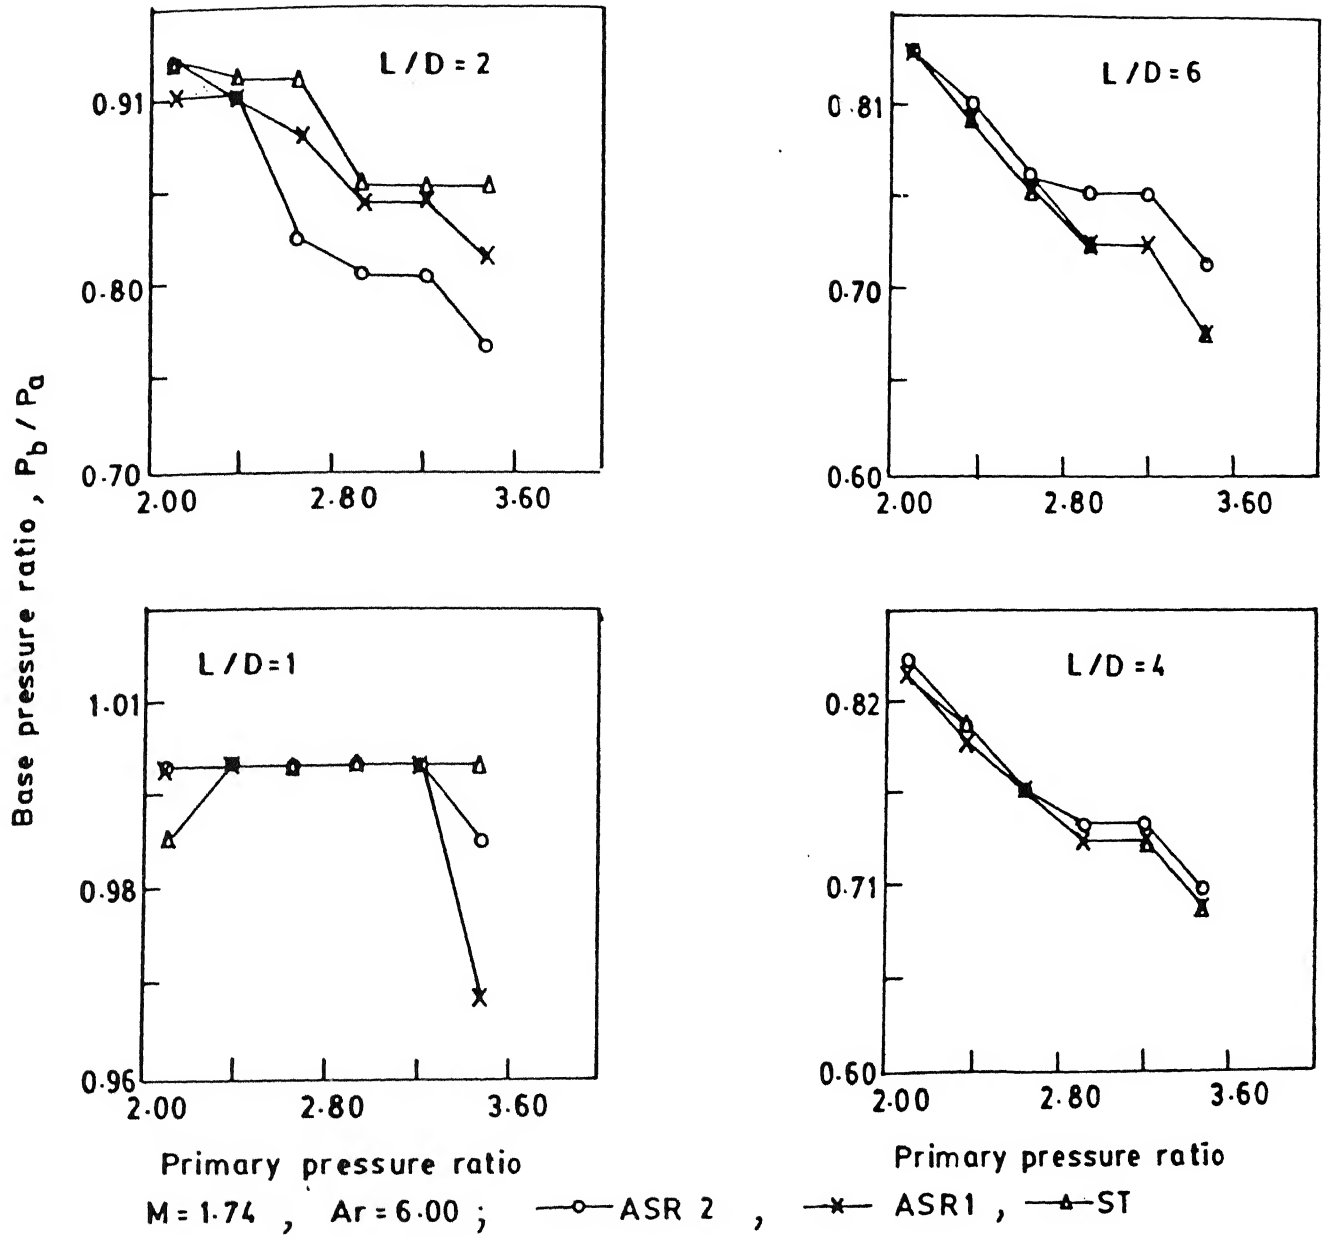 L/D=2
0.91
0.80
0.70
2.00 2.80 3.60
L/D=6
0.81
0.70
0.60
2.00 2.80 3.60
Base pressure ratio, Pb/Pa
L/D=1
1.01
0.98
0.96
2.00 2.80 3.60
L/D=4
0.82
0.71
0.60
2.00 2.80 3.60
Primary pressure ratio
Primary pressure ratio
M=1.74, Ar=6.00; ASR 2, ASR1, ST